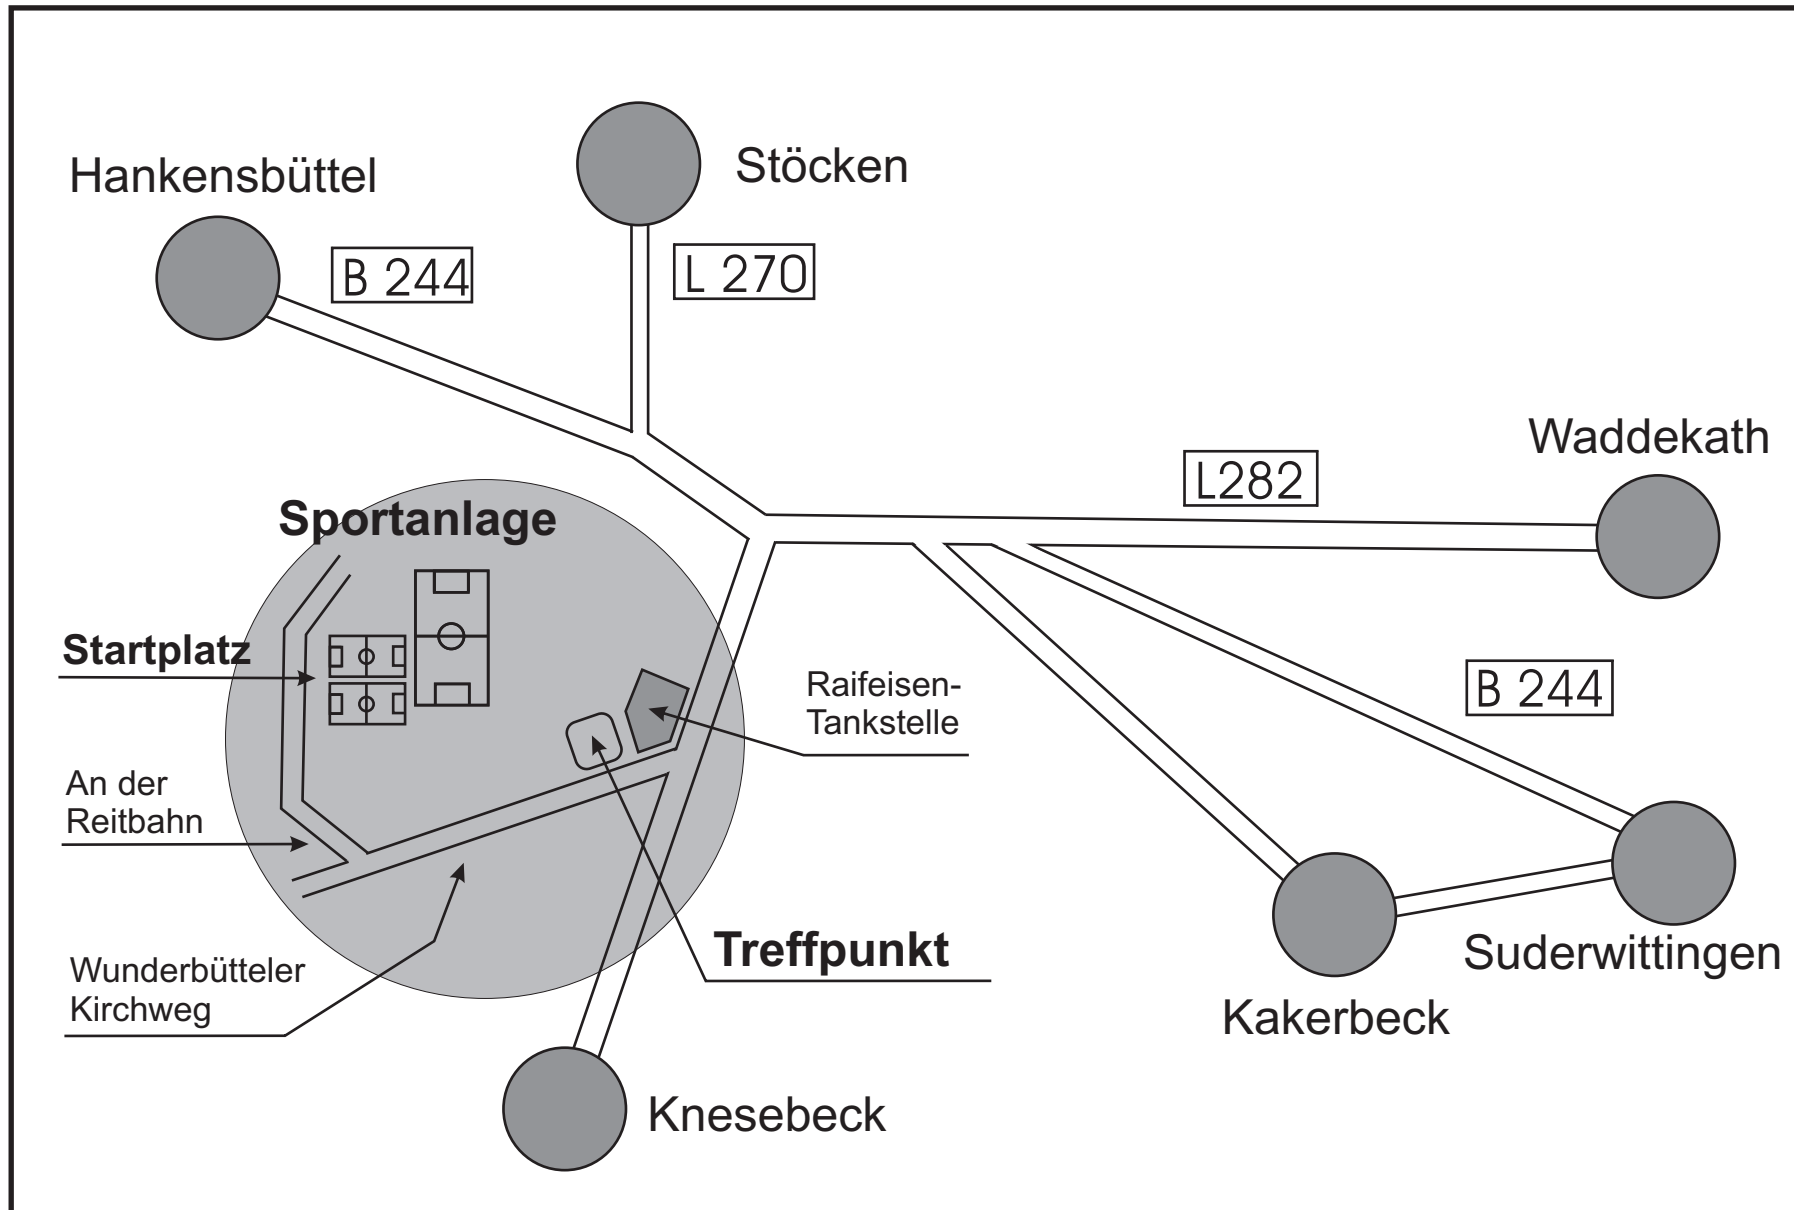 Hankensbüttel
Stöcken
B 244
L 270
Waddekath
L282
Sportanlage
Startplatz
Raifeisen-
Tankstelle
B 244
An der
Reitbahn
Treffpunkt
Suderwittingen
Wunderbütteler
Kirchweg
Kakerbeck
Knesebeck